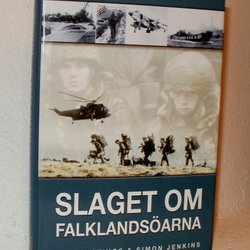 SLAGET OM
FALKLANDSÖARNA
& SIMON JENKINS